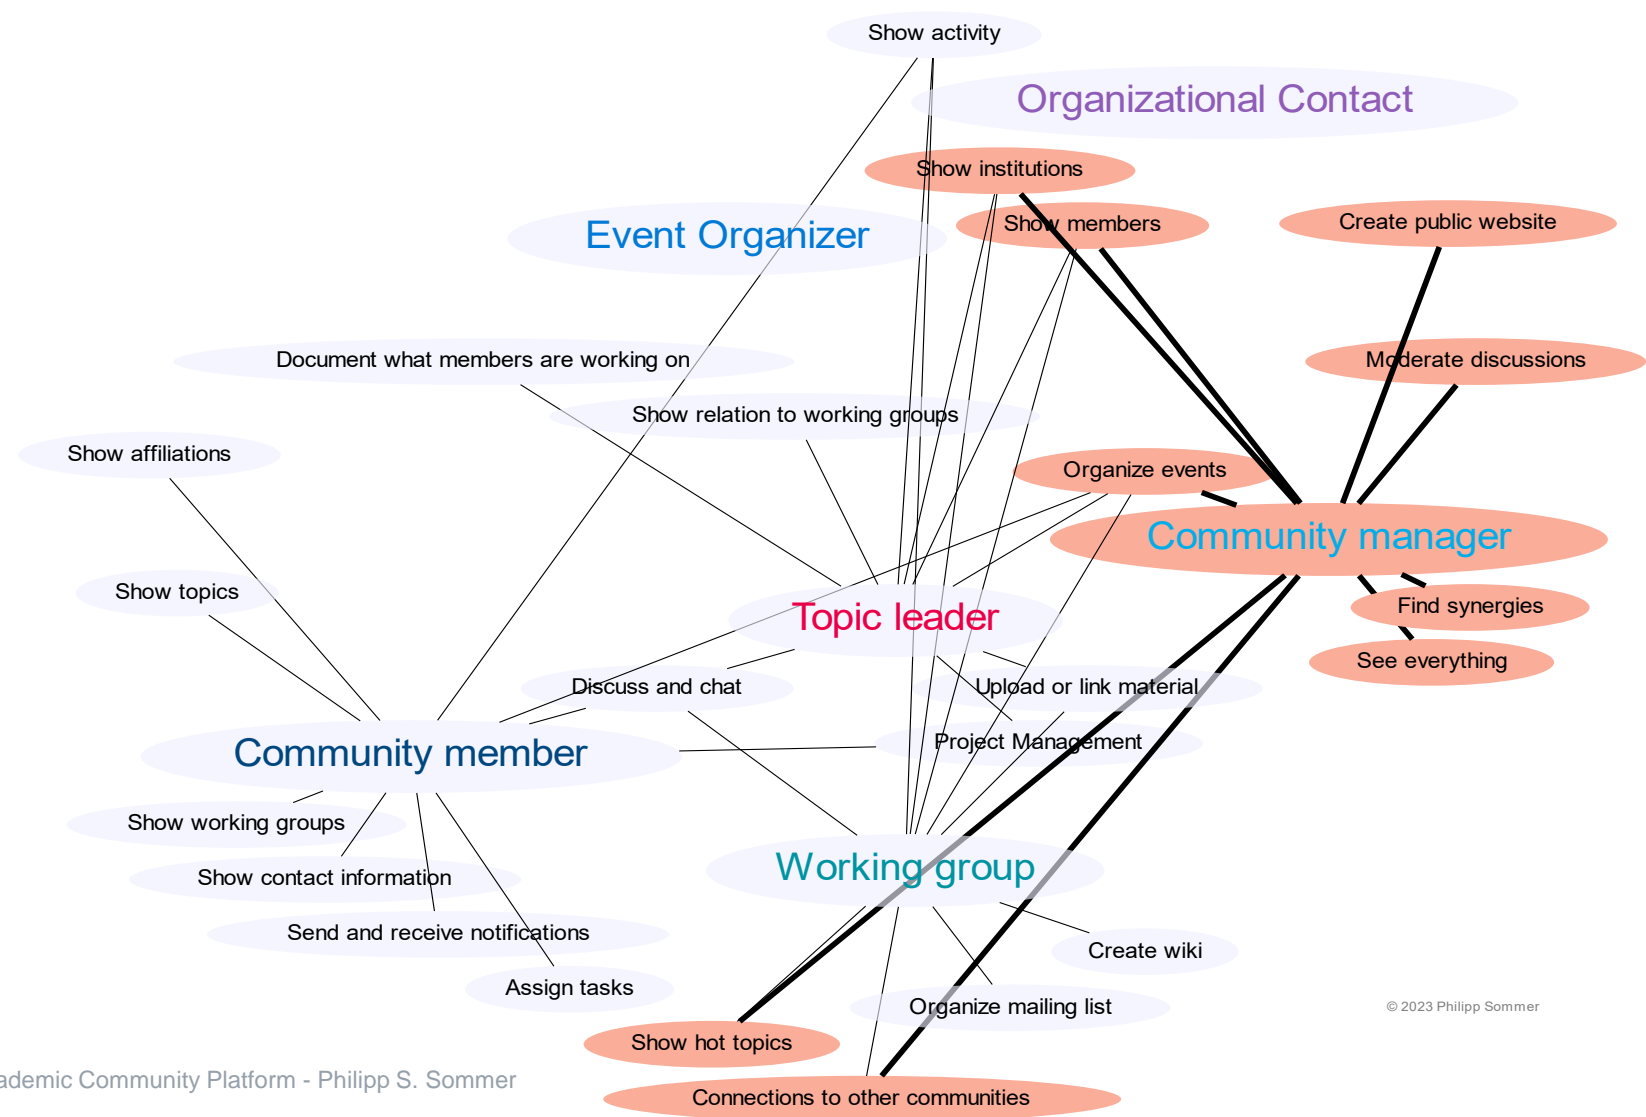 Show activity
Organizational Contact
Show institutions
Show members
Create public website
Event Organizer
Document what members are working on
Moderate discussions
Show relation to working groups
Show affiliations
Organize events
Community manager
Show topics
Topic leader
Find synergies
See everything
Discuss and chat
Upload or link material
Project Management
Community member
Show working groups
Working group
Show contact information
Send and receive notifications
Create wiki
Assign tasks
Organize mailing list
© 2023 Philipp Sommer
Show hot topics
ademic Community Platform - Philipp S. Sommer
Connections to other communities